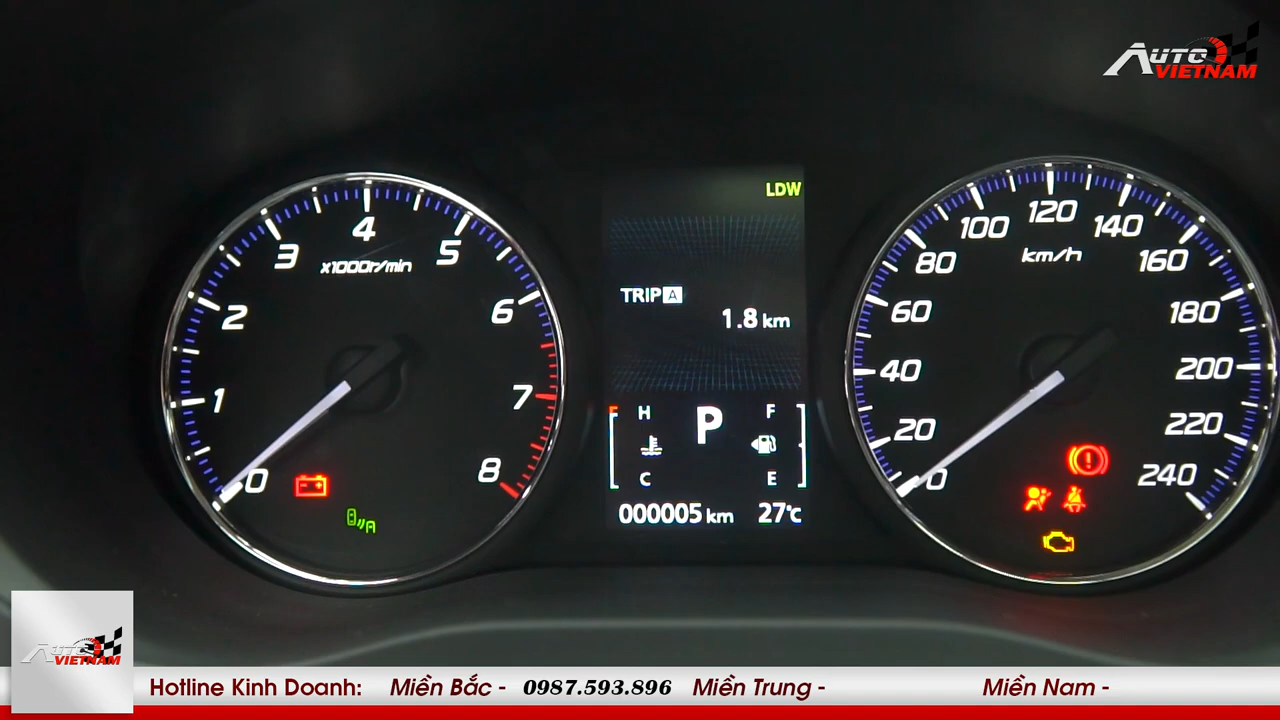 AUTO
VIETNAM
LDW
TRIP A
1.8 km
H
P
F
C
E
000005 km
27°C
0
1
2
3
4
5
6
7
8
x1000r/min
0
20
40
60
80
100
120
140
160
180
200
220
240
km/h
A
AUTO
VIETNAM
Hotline Kinh Doanh: Miền Bắc - 0987.593.896 Miền Trung - Miền Nam -